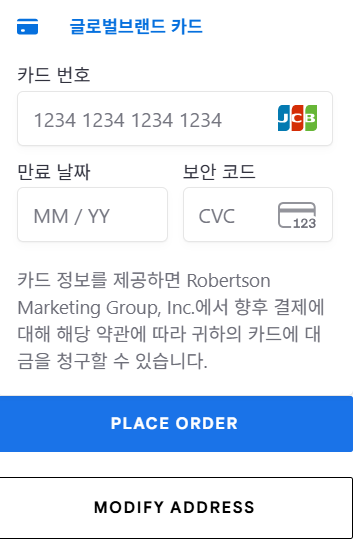 글로벌브랜드 카드
카드 번호
1234 1234 1234 1234
JCB
만료 날짜
보안 코드
MM / YY
CVC
123
카드 정보를 제공하면 Robertson
Marketing Group, Inc.에서 향후 결제에
대해 해당 약관에 따라 귀하의 카드에 대
금을 청구할 수 있습니다.
PLACE ORDER
MODIFY ADDRESS